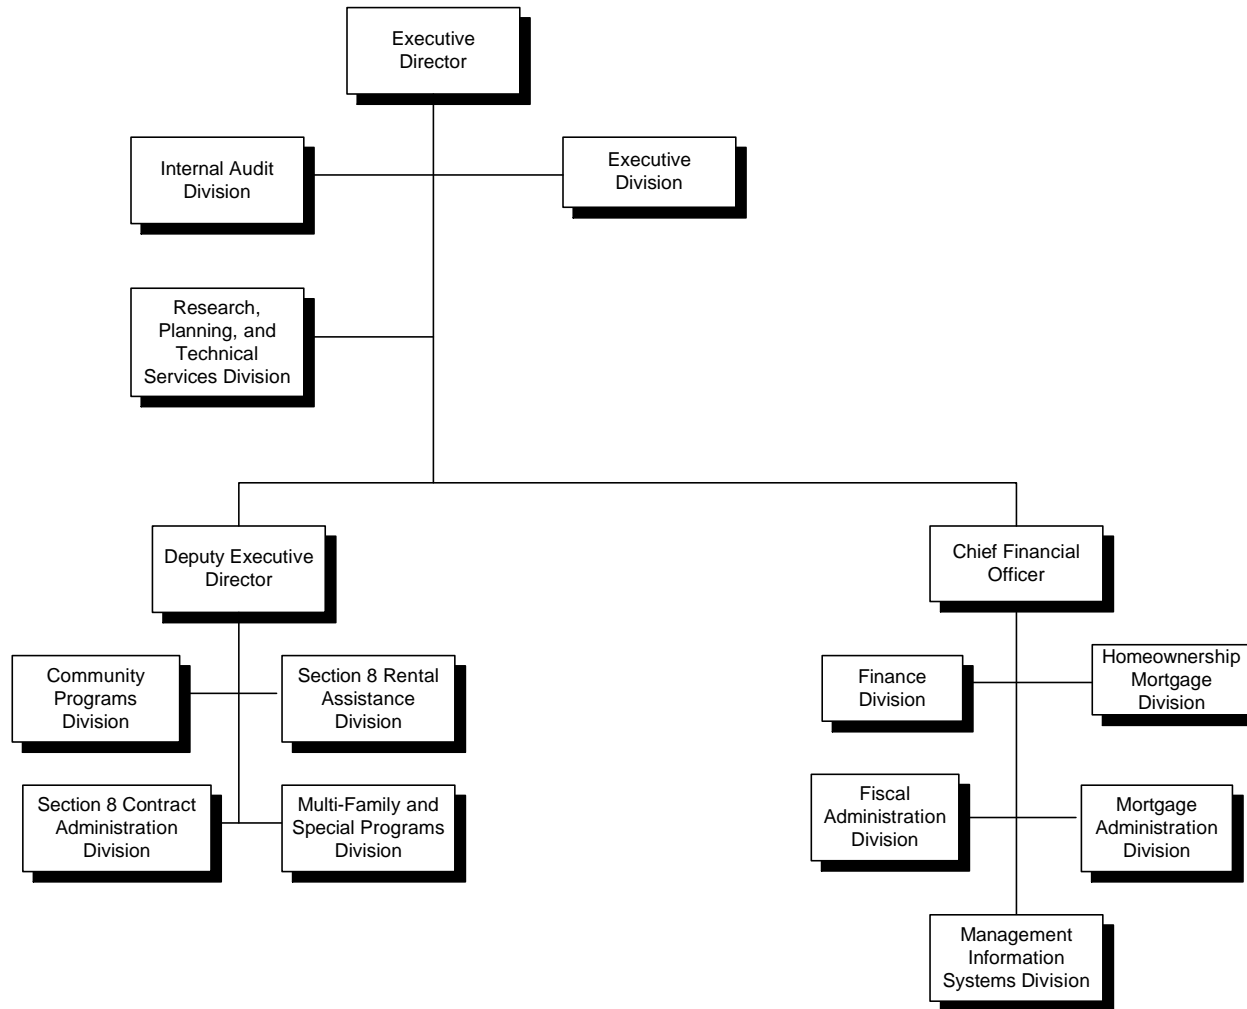 Executive
Director
Internal Audit
Division
Executive
Division
Research,
Planning, and
Technical
Services Division
Deputy Executive
Director
Chief Financial
Officer
Community
Programs
Division
Section 8 Rental
Assistance
Division
Finance
Division
Homeownership
Mortgage
Division
Section 8 Contract
Administration
Division
Multi-Family and
Special Programs
Division
Fiscal
Administration
Division
Mortgage
Administration
Division
Management
Information
Systems Division